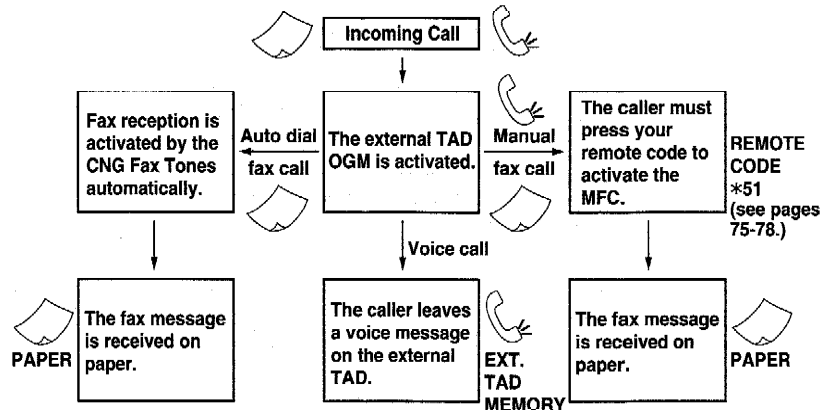 Incoming Call
Fax reception is
activated by the
CNG Fax Tones
automatically.
Auto dial
fax call
The external TAD
OGM is activated.
Manual
fax call
The caller must
press your
remote code to
activate the
MFC.
REMOTE
CODE
*51
(see pages
75-78.)
Voice call
PAPER
The fax message
is received on
paper.
The caller leaves
a voice message
on the external
TAD.
EXT.
TAD
MEMORY
The fax message
is received on
paper.
PAPER